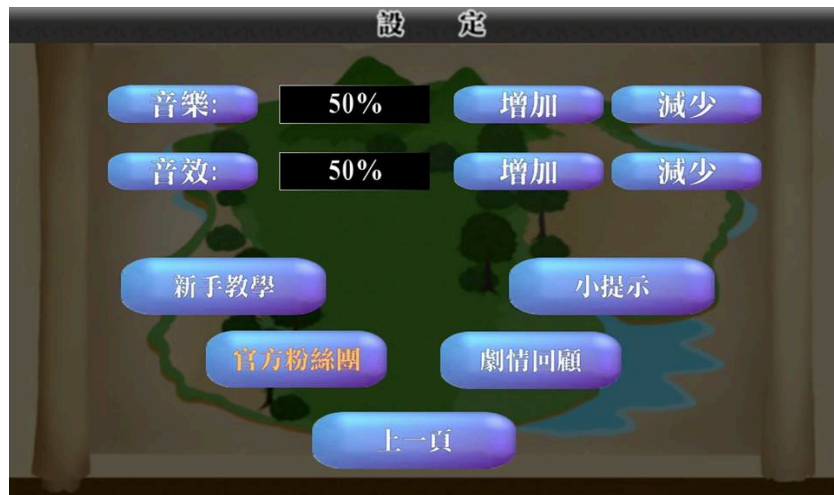 設 定
音樂: 50% 增加 減少
音效: 50% 增加 減少
新手教學 小提示
官方粉絲團 劇情回顧
上一頁